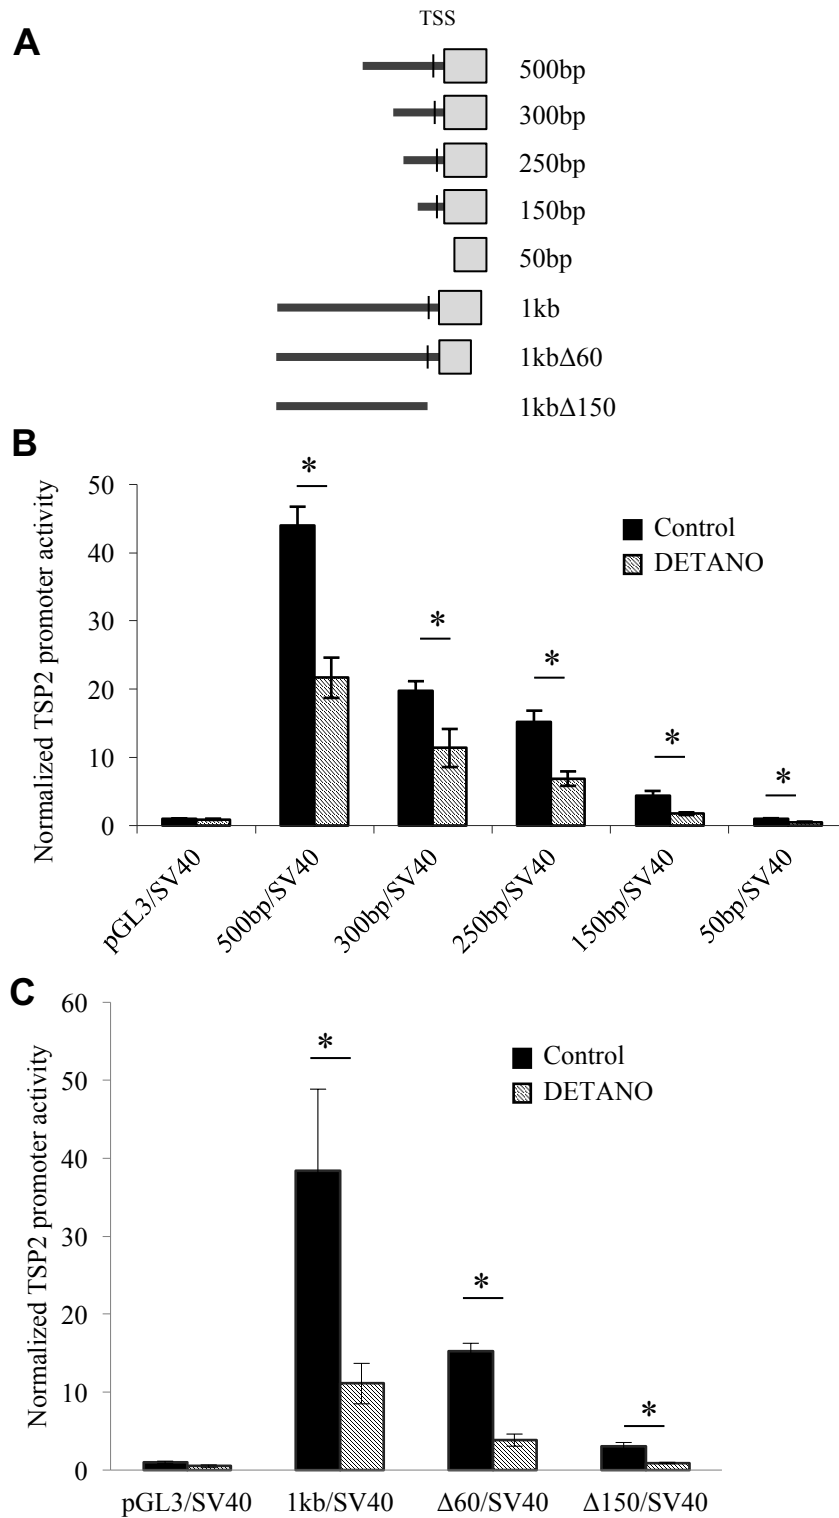 A
TSS
500bp
300bp
250bp
150bp
50bp
1kb
1kbΔ60
1kbΔ150
B
Normalized TSP2 promoter activity
50
40
30
20
10
0
*
*
*
*
*
Control
DETANO
pGL3/SV40
500bp/SV40
300bp/SV40
250bp/SV40
150bp/SV40
50bp/SV40
C
Normalized TSP2 promoter activity
60
50
40
30
20
10
0
*
*
*
Control
DETANO
pGL3/SV40
1kb/SV40
Δ60/SV40
Δ150/SV40